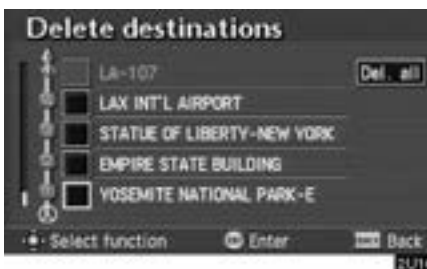 Delete destinations
LA-107
Del. all
LAX INT'L AIRPORT
STATUE OF LIBERTY-NEW YORK
EMPIRE STATE BUILDING
YOSEMITE NATIONAL PARK-E
Select function Enter Back